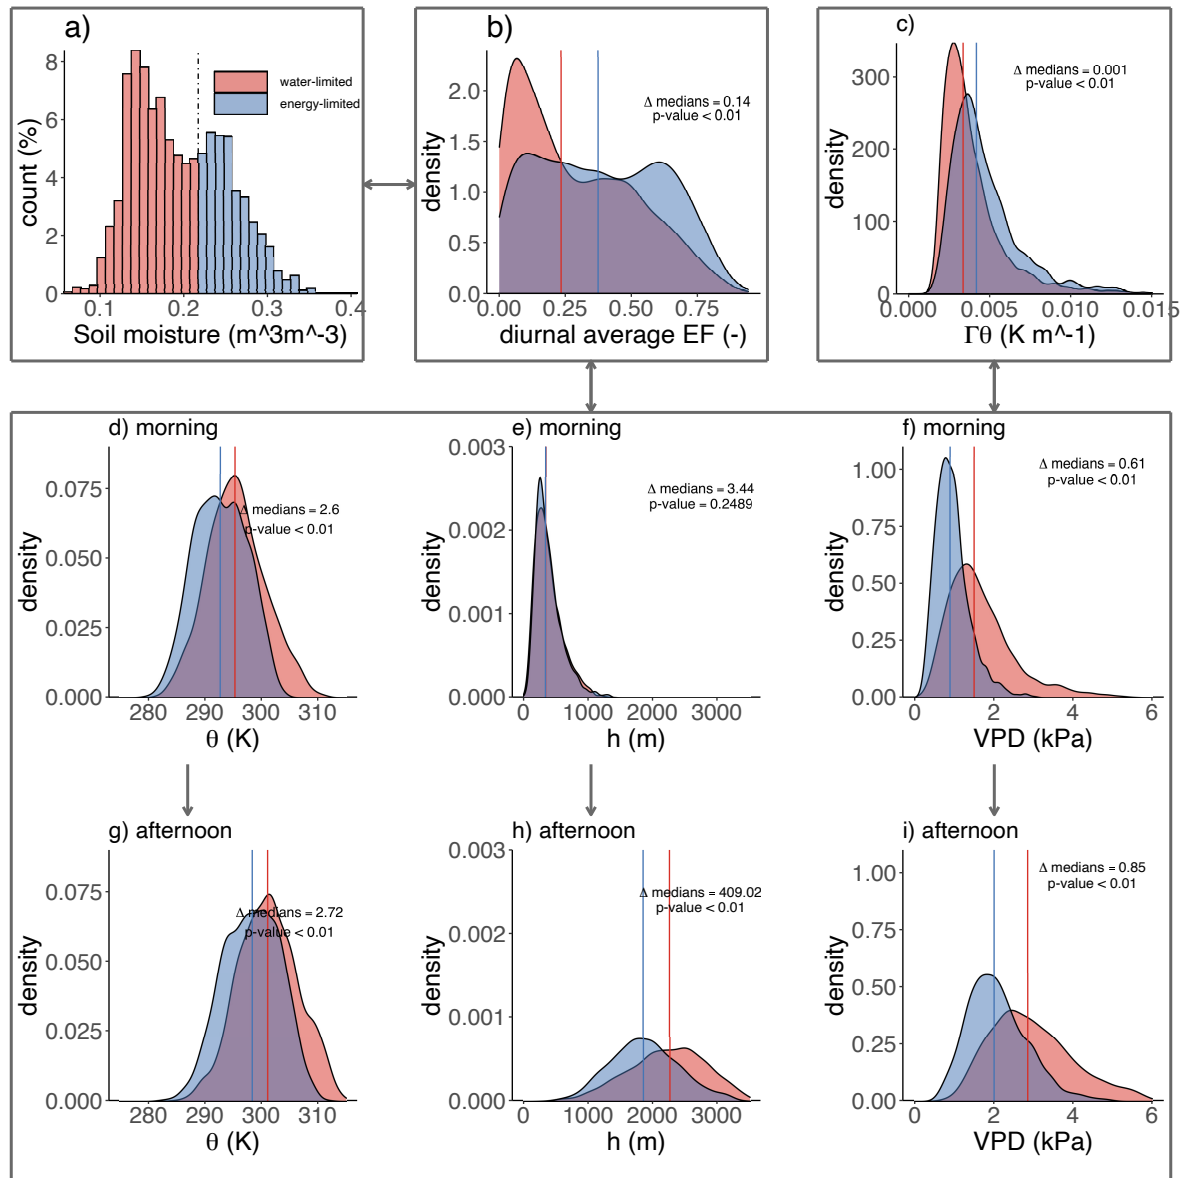 a)
8
6
4
2
0
count (%)
water-limited
energy-limited
0.1
0.2
0.3
0.4
Soil moisture (m^3m^-3)
b)
2.0
1.5
1.0
0.5
0.0
density
Δ medians = 0.14
p-value < 0.01
0.00
0.25
0.50
0.75
diurnal average EF (-)
c)
300
200
100
0
density
Δ medians = 0.001
p-value < 0.01
0.000
0.005
0.010
0.015
Γθ (K m^-1)
d) morning
0.075
0.050
0.025
0.000
density
Δ medians = 2.6
p-value < 0.01
280
290
300
310
θ (K)
e) morning
0.003
0.002
0.001
0.000
density
Δ medians = 3.44
p-value = 0.2489
0
1000
2000
3000
h (m)
f) morning
1.00
0.75
0.50
0.25
0.00
density
Δ medians = 0.61
p-value < 0.01
0
2
4
6
VPD (kPa)
g) afternoon
0.075
0.050
0.025
0.000
density
Δ medians = 2.72
p-value < 0.01
280
290
300
310
θ (K)
h) afternoon
0.003
0.002
0.001
0.000
density
Δ medians = 409.02
p-value < 0.01
0
1000
2000
3000
h (m)
i) afternoon
1.00
0.75
0.50
0.25
0.00
density
Δ medians = 0.85
p-value < 0.01
0
2
4
6
VPD (kPa)